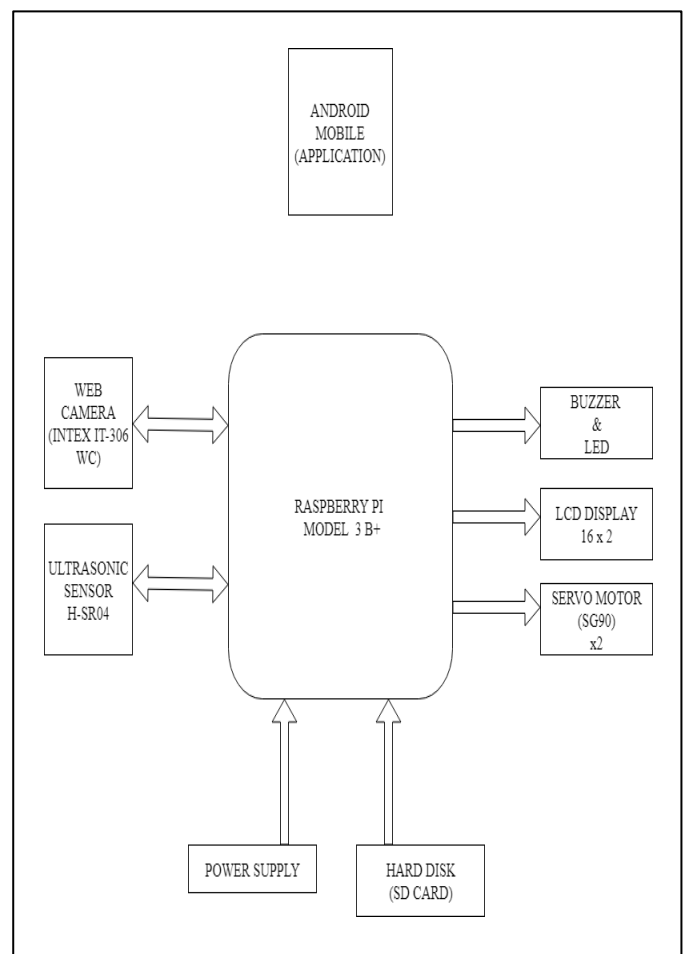 ANDROID
MOBILE
(APPLICATION)
WEB
CAMERA
(INTEX IT-306
WC)
ULTRASONIC
SENSOR
H-SR04
RASPBERRY PI
MODEL 3 B+
BUZZER
&
LED
LCD DISPLAY
16 x 2
SERVO MOTOR
(SG90)
x2
POWER SUPPLY
HARD DISK
(SD CARD)